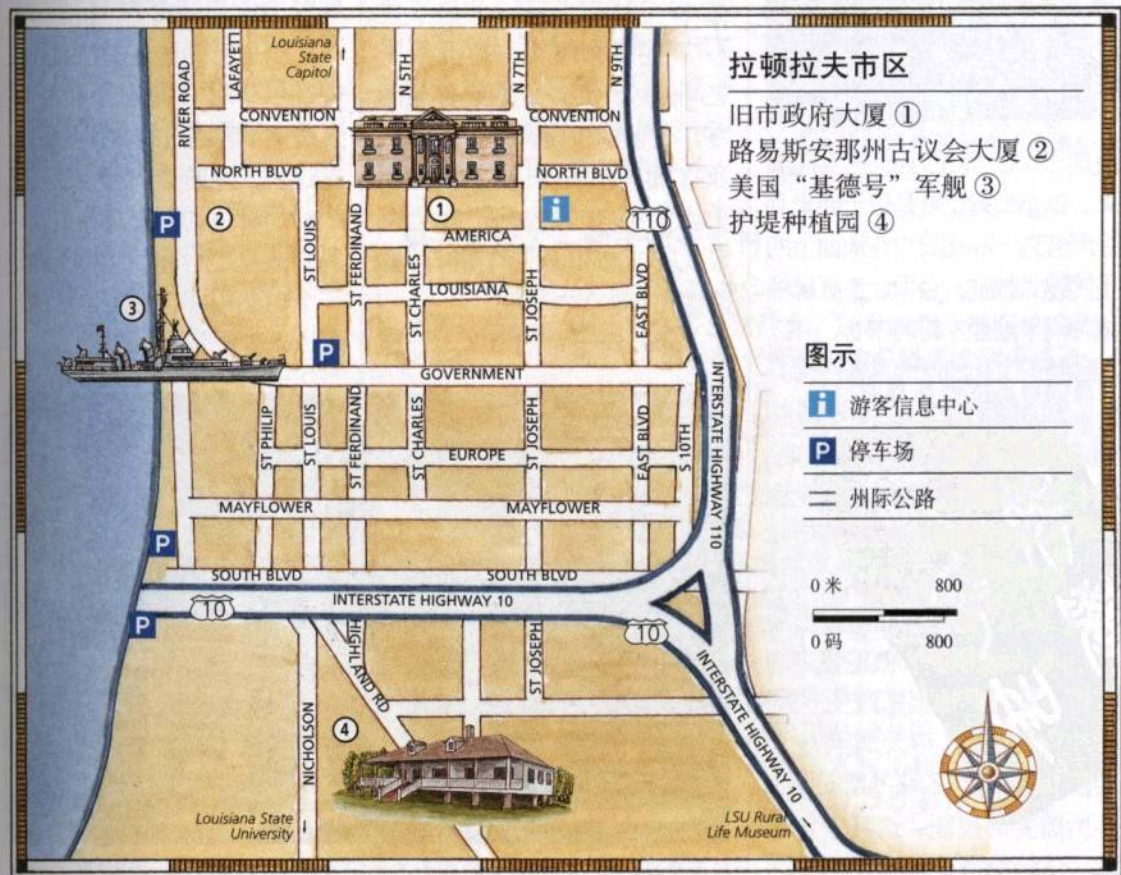 拉顿拉夫市区
旧市政府大厦 ①
路易斯安那州古议会大厦 ②
美国“基德号”军舰 ③
护堤种植园 ④
图示
i 游客信息中心
P 停车场
州际公路
0 米 800
0 码 800
RIVER ROAD
LAFAYETT
Louisiana
State
Capitol
N 5TH
N 7TH
N 9TH
CONVENTION
CONVENTION
NORTH BLVD
NORTH BLVD
①
i
110
P
②
ST LOUIS
ST FERDINAND
AMERICA
ST CHARLES
LOUISIANA
ST JOSEPH
EAST BLVD
③
P
GOVERNMENT
INTERSTATE HIGHWAY 110
ST PHILIP
ST LOUIS
ST FERDINAND
ST CHARLES
EUROPE
ST JOSEPH
EAST BLVD
S 10TH
MAYFLOWER
MAYFLOWER
P
SOUTH BLVD
SOUTH BLVD
10
INTERSTATE HIGHWAY 10
P
10
HIGHLAND RD
ST JOSEPH
INTERSTATE HIGHWAY 10
NICHOLSON
④
Louisiana State
University
LSU Rural
Life Museum